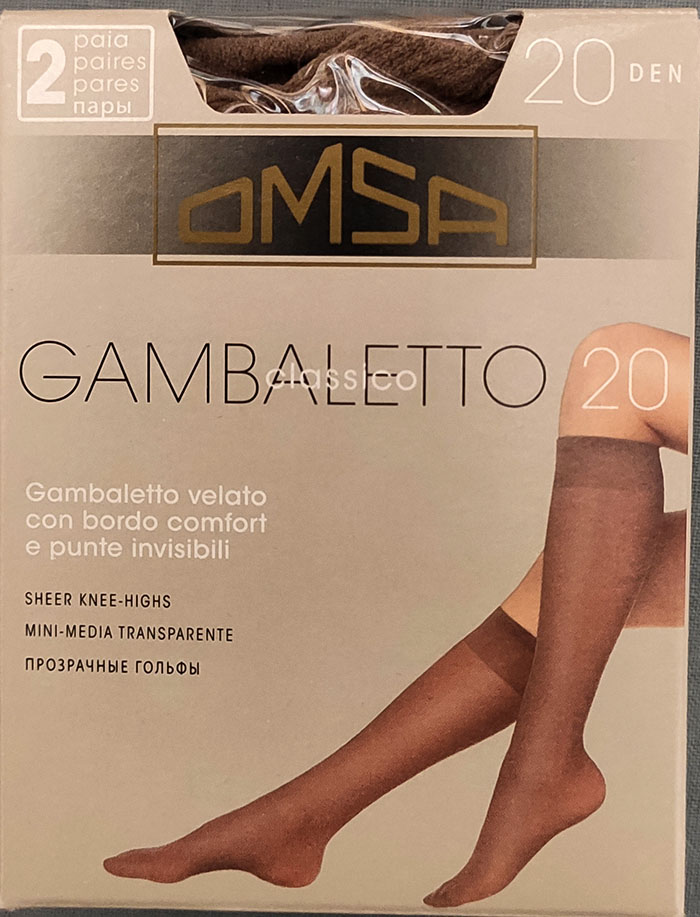 2
paia
paires
pares
пары
20 DEN
OMSA
GAMBALETTO 20
classico
Gambaletto velato
con bordo comfort
e punte invisibili
SHEER KNEE-HIGHS
MINI-MEDIA TRANSPARENTE
ПРОЗРАЧНЫЕ ГОЛЬФЫ